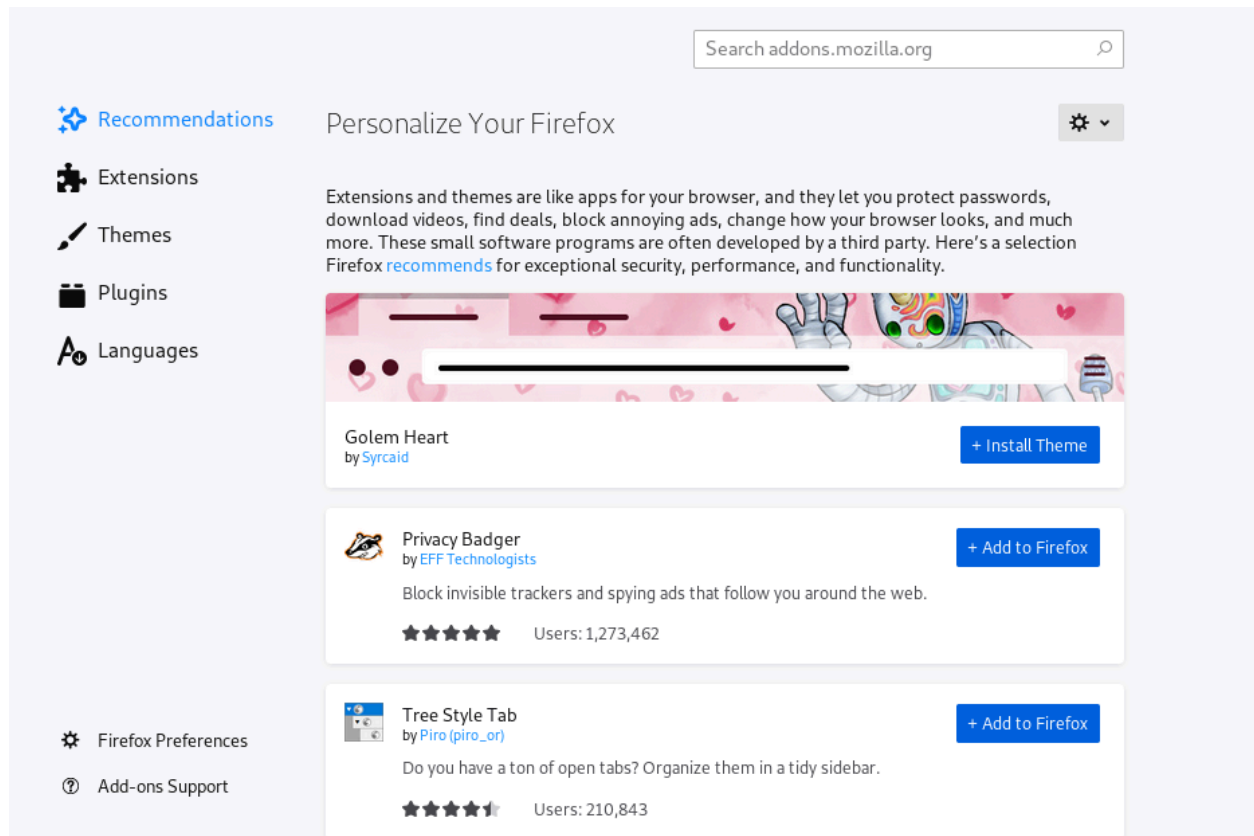 Search addons.mozilla.org
Recommendations
Extensions
Themes
Plugins
Languages
Firefox Preferences
Add-ons Support
Personalize Your Firefox
Extensions and themes are like apps for your browser, and they let you protect passwords,
download videos, find deals, block annoying ads, change how your browser looks, and much
more. These small software programs are often developed by a third party. Here's a selection
Firefox recommends for exceptional security, performance, and functionality.
Golem Heart
by Syrcaid
+ Install Theme
Privacy Badger
by EFF Technologists
+ Add to Firefox
Block invisible trackers and spying ads that follow you around the web.
Users: 1,273,462
Tree Style Tab
by Piro (piro_or)
+ Add to Firefox
Do you have a ton of open tabs? Organize them in a tidy sidebar.
Users: 210,843